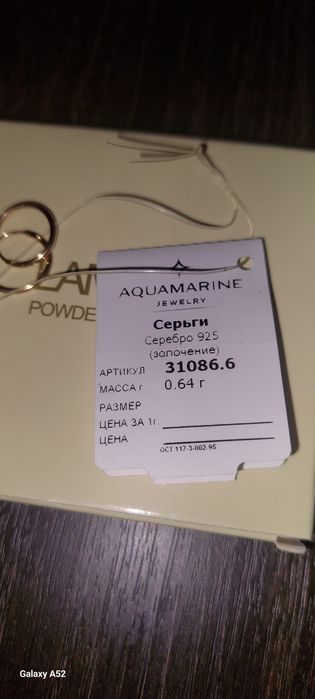 LAN
POWDE
AQUAMARINE
JEWELRY
Серьги
Серебро 925
(золочение)
АРТИКУЛ 31086.6
МАССА г 0.64 г
РАЗМЕР
ЦЕНА ЗА 1г
ЦЕНА
ОСТ 117-3-002-95
Galaxy A52